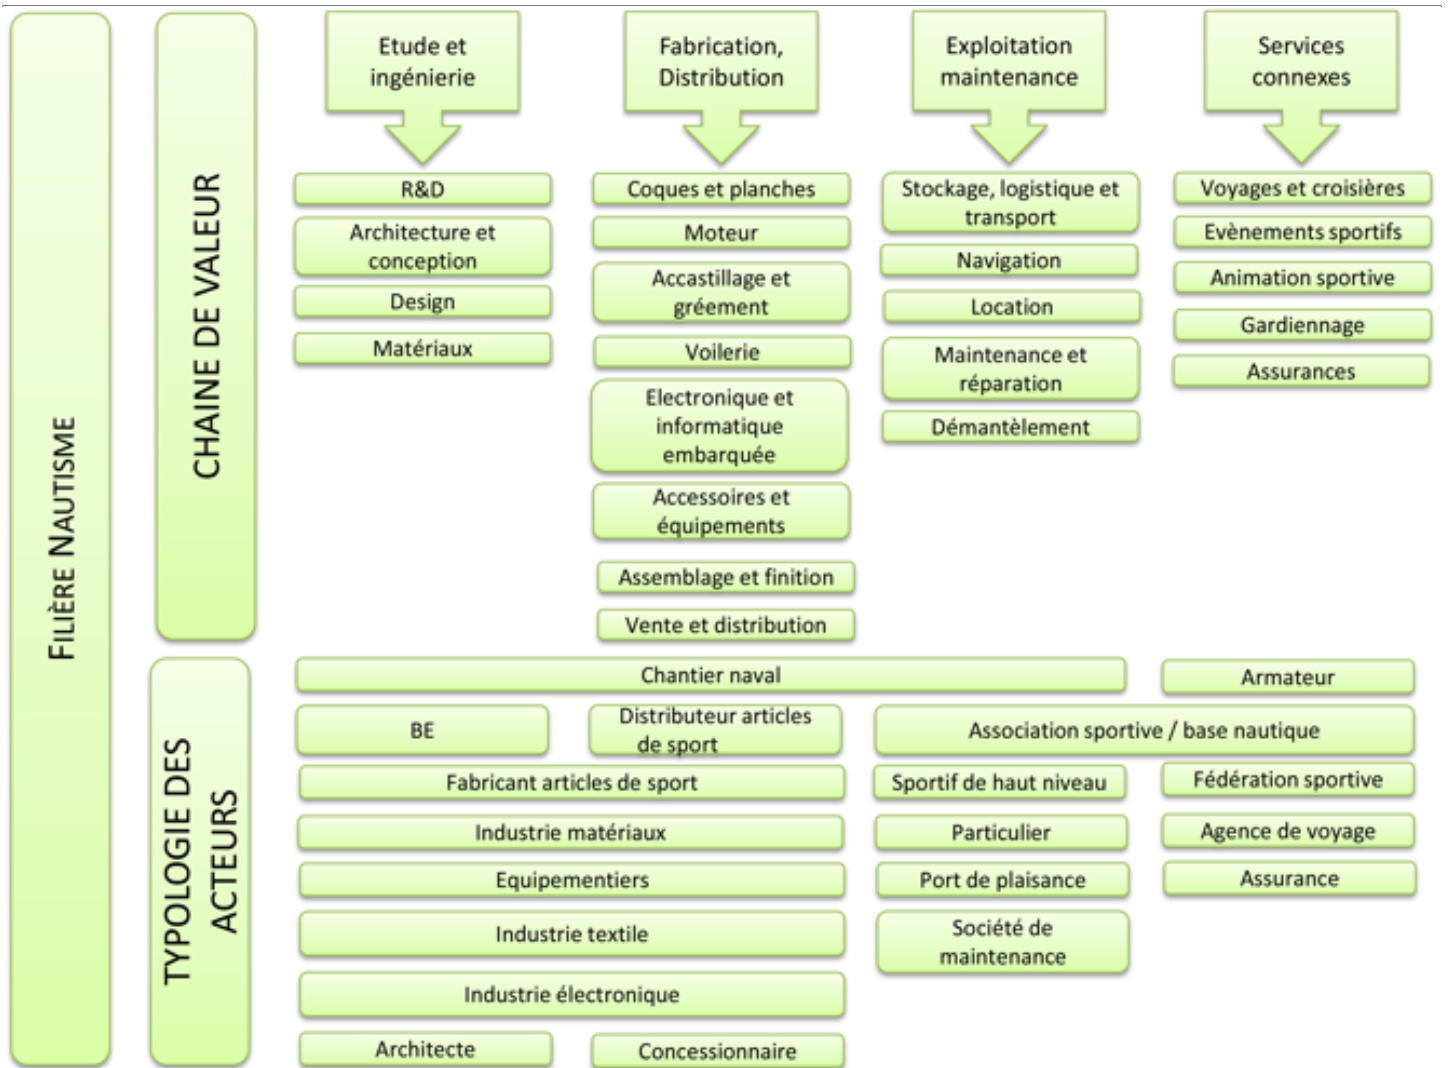 FILIÈRE NAUTISME
CHAINE DE VALEUR
Etude et
ingénierie
R&D
Architecture et
conception
Design
Matériaux
Fabrication,
Distribution
Coques et planches
Moteur
Accastillage et
gréement
Voilerie
Electronique et
informatique
embarquée
Accessoires et
équipements
Assemblage et finition
Vente et distribution
Exploitation
maintenance
Stockage, logistique et
transport
Navigation
Location
Maintenance et
réparation
Démantèlement
Services
connexes
Voyages et croisières
Evènements sportifs
Animation sportive
Gardiennage
Assurances
TYPOLOGIE DES
ACTEURS
Chantier naval
Armateur
BE
Distributeur articles
de sport
Association sportive / base nautique
Fabricant articles de sport
Sportif de haut niveau
Fédération sportive
Industrie matériaux
Particulier
Agence de voyage
Equipementiers
Port de plaisance
Assurance
Industrie textile
Société de
maintenance
Industrie électronique
Architecte
Concessionnaire